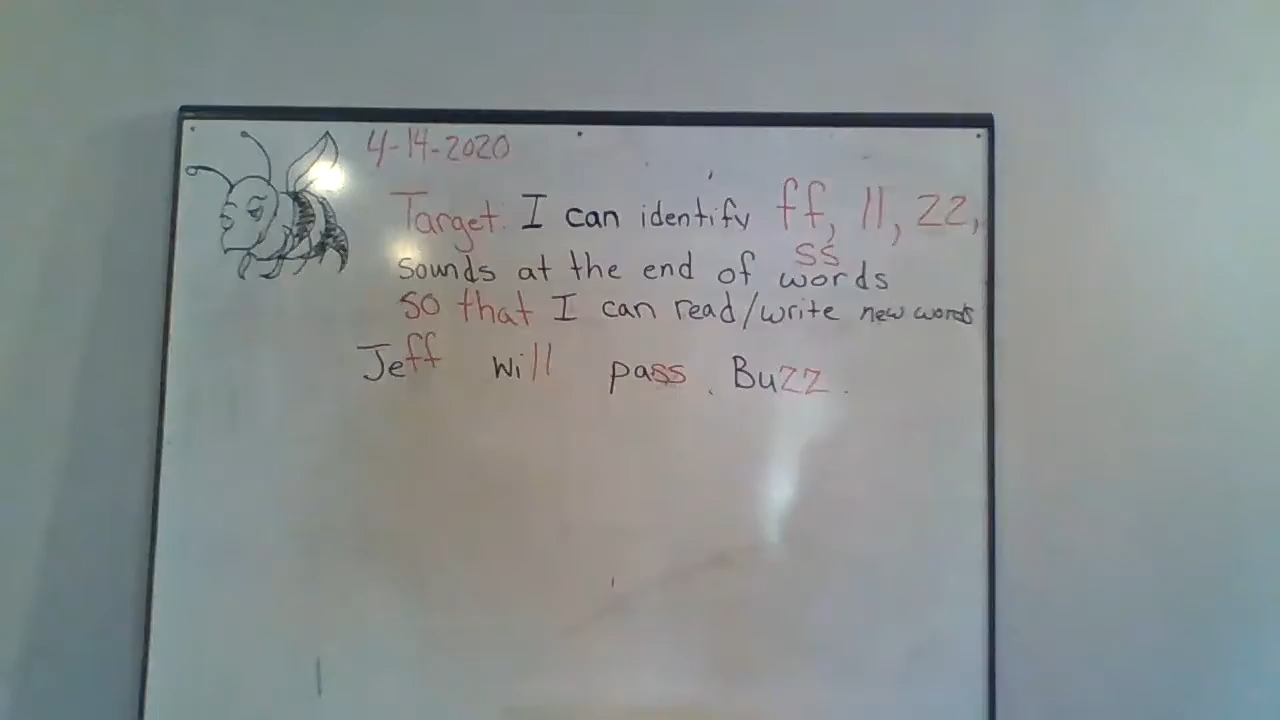 4-14-2020
Target: I can identify ff, ll, zz,
ss
sounds at the end of words
so that I can read/write new words
Jeff will pass. Buzz.